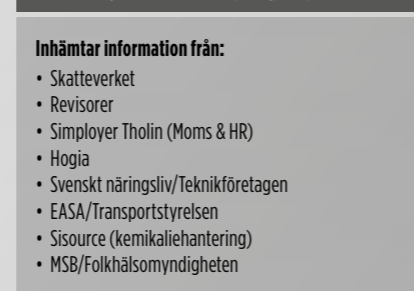 Inhämtar information från:
• Skatteverket
• Revisorer
• Simployer Tholin (Moms & HR)
• Hogia
• Svenskt näringsliv/Teknikföretagen
• EASA/Transportstyrelsen
• Sisource (kemikaliehantering)
• MSB/Folkhälsomyndigheten